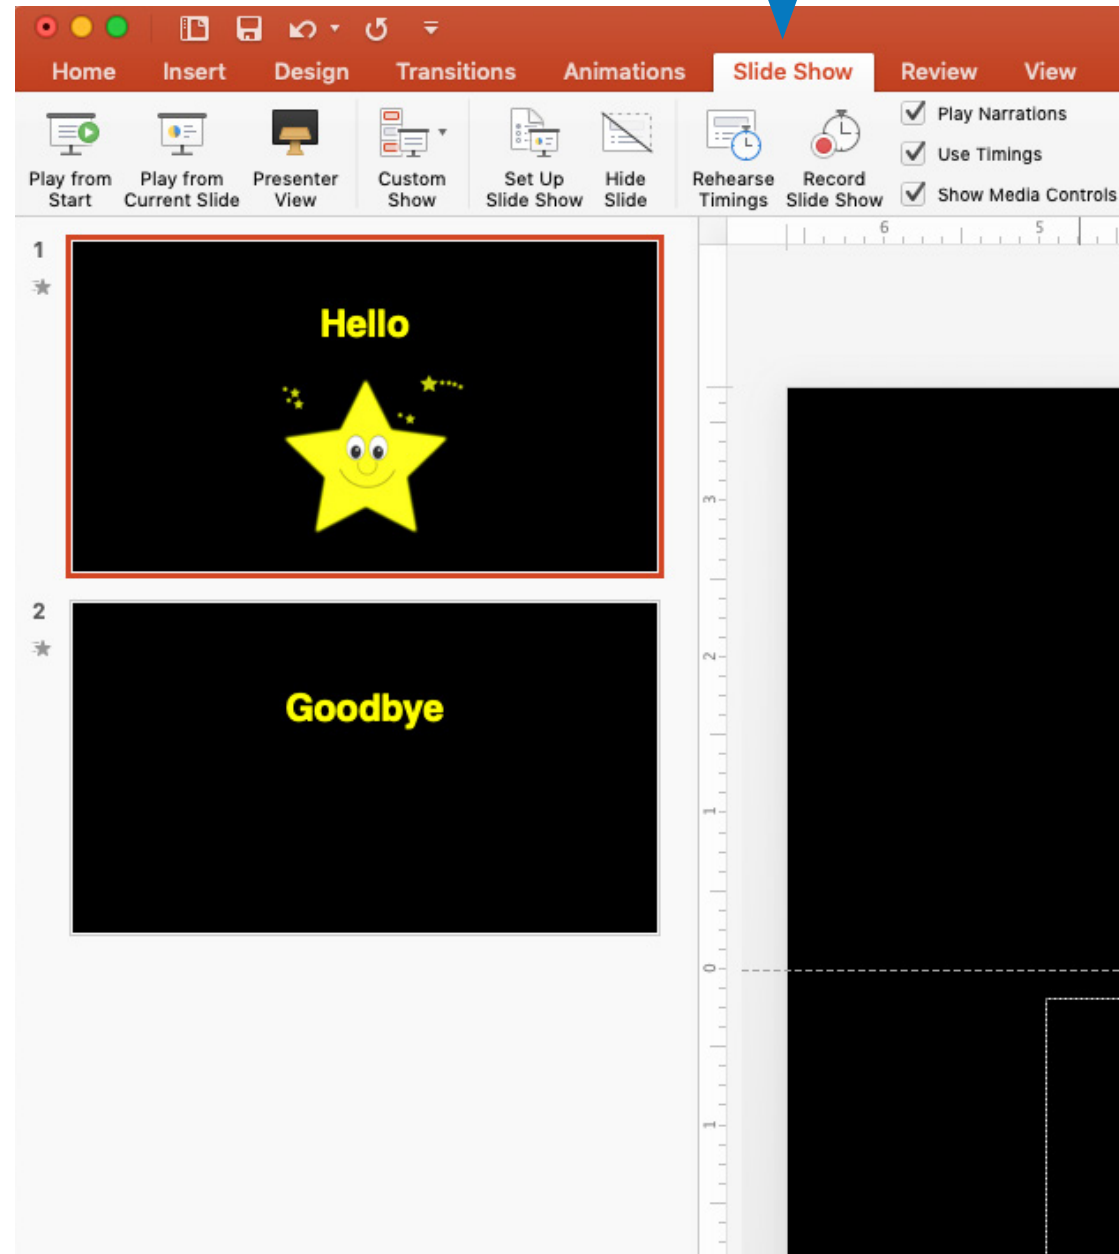 Home Insert Design Transitions Animations Slide Show Review View
Play from Start
Play from Current Slide
Presenter View
Custom Show
Set Up Slide Show
Hide Slide
Rehearse Timings
Record Slide Show
Play Narrations
Use Timings
Show Media Controls
6 5
1
Hello
2
Goodbye
3
2
1
0
1